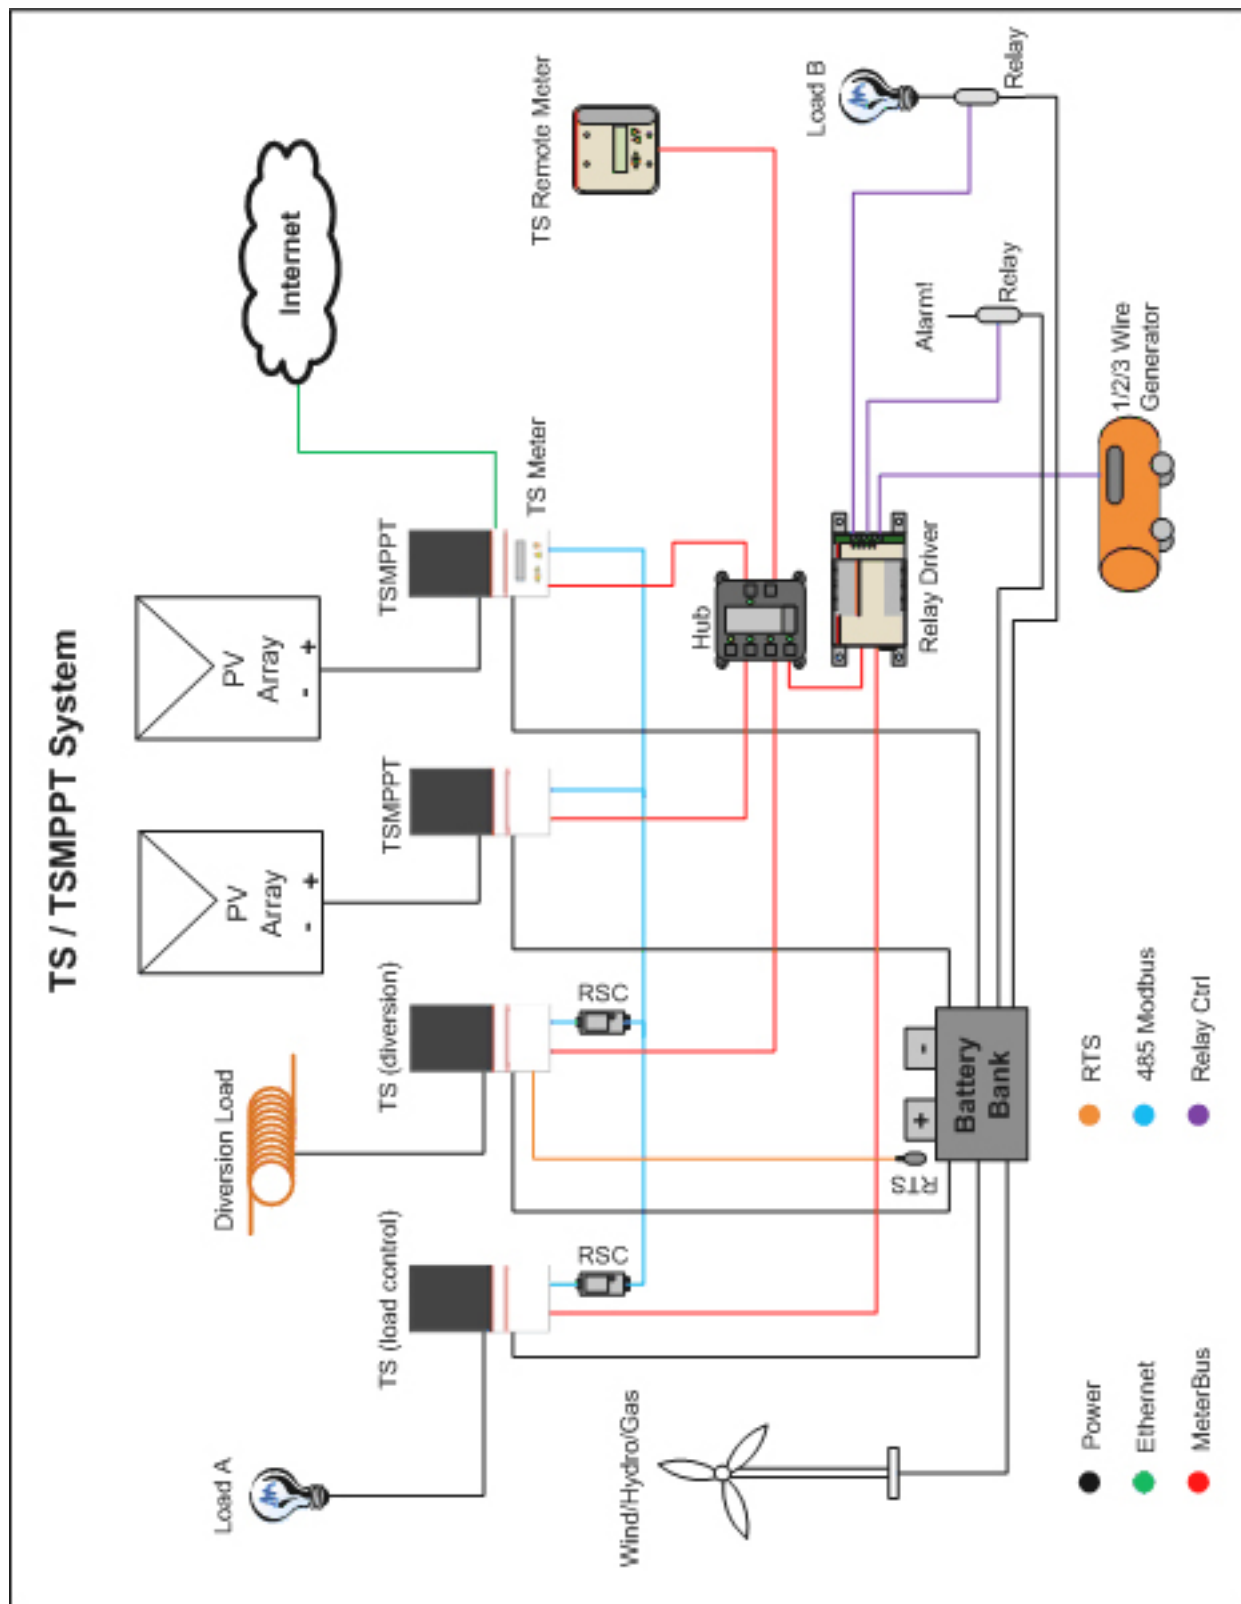 TS / TSMPPT System
Load A
Diversion Load
PV
Array
- +
PV
Array
- +
Internet
TS (load control)
TS (diversion)
TSMPPT
TSMPPT
TS Meter
TS Remote Meter
RSC
RSC
Hub
Wind/Hydro/Gas
RTS
+ -
Battery
Bank
Relay Driver
Load B
Relay
Alarm!
Relay
1/2/3 Wire
Generator
Power
RTS
Ethernet
485 Modbus
MeterBus
Relay Ctrl